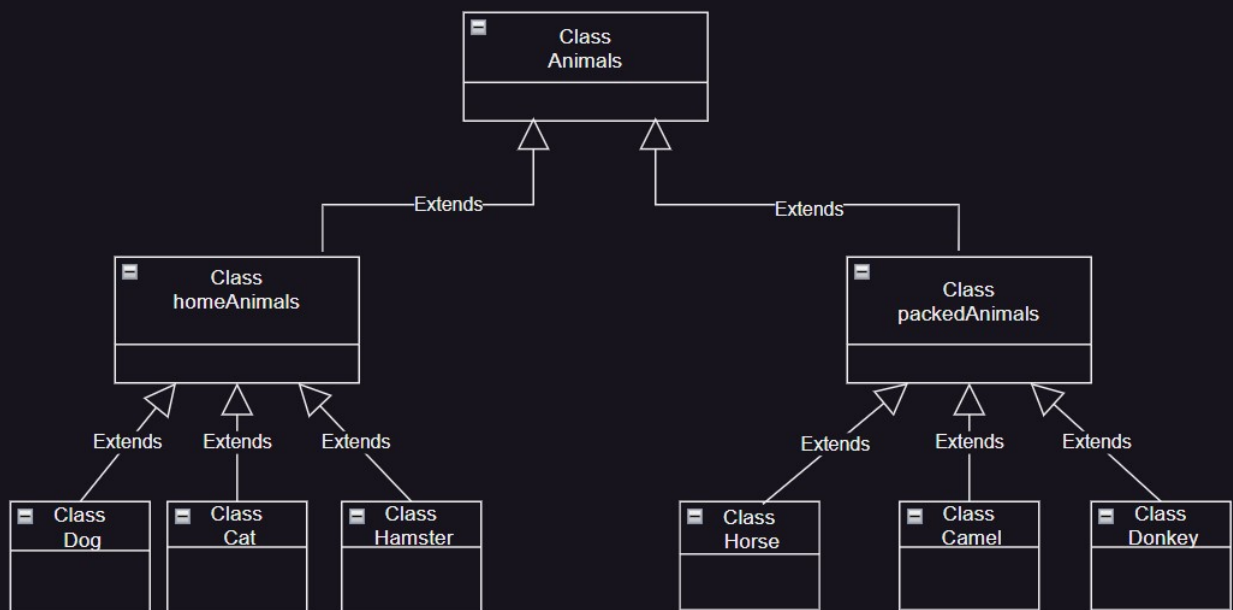 Class
Animals
Extends
Extends
Class
homeAnimals
Class
packedAnimals
Extends
Extends
Extends
Extends
Extends
Extends
Class
Dog
Class
Cat
Class
Hamster
Class
Horse
Class
Camel
Class
Donkey